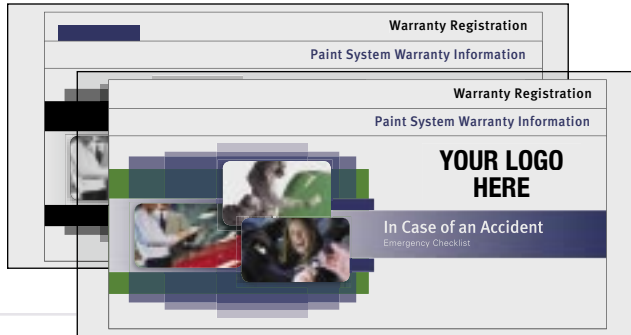 Warranty Registration
Paint System Warranty Information
Warranty Registration
Paint System Warranty Information
YOUR LOGO
HERE
In Case of an Accident
Emergency Checklist